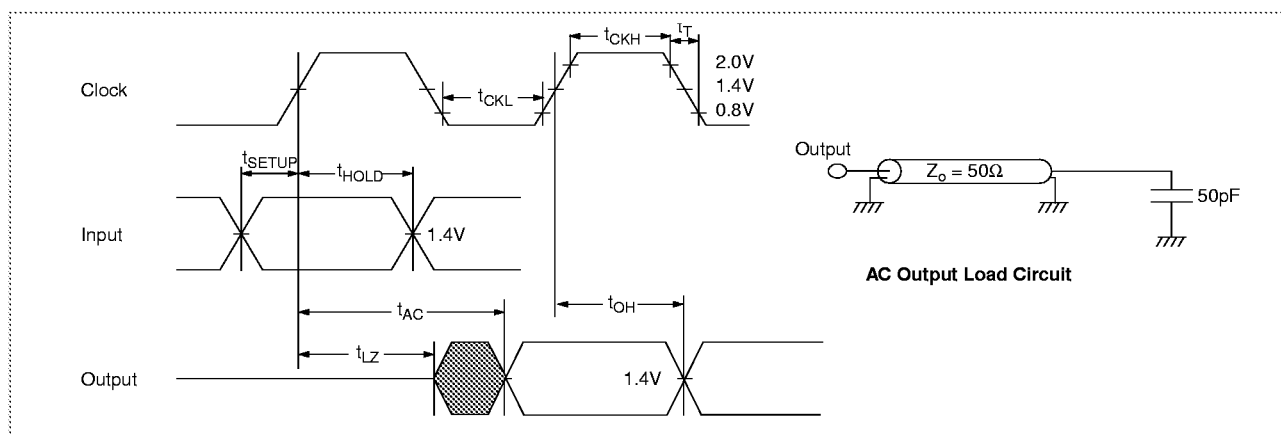 tCKH
tT
2.0V
Clock
1.4V
tCKL
0.8V
tSETUP
tHOLD
Output
Zo = 50Ω
50pF
Input
1.4V
AC Output Load Circuit
tAC
tOH
tLZ
Output
1.4V